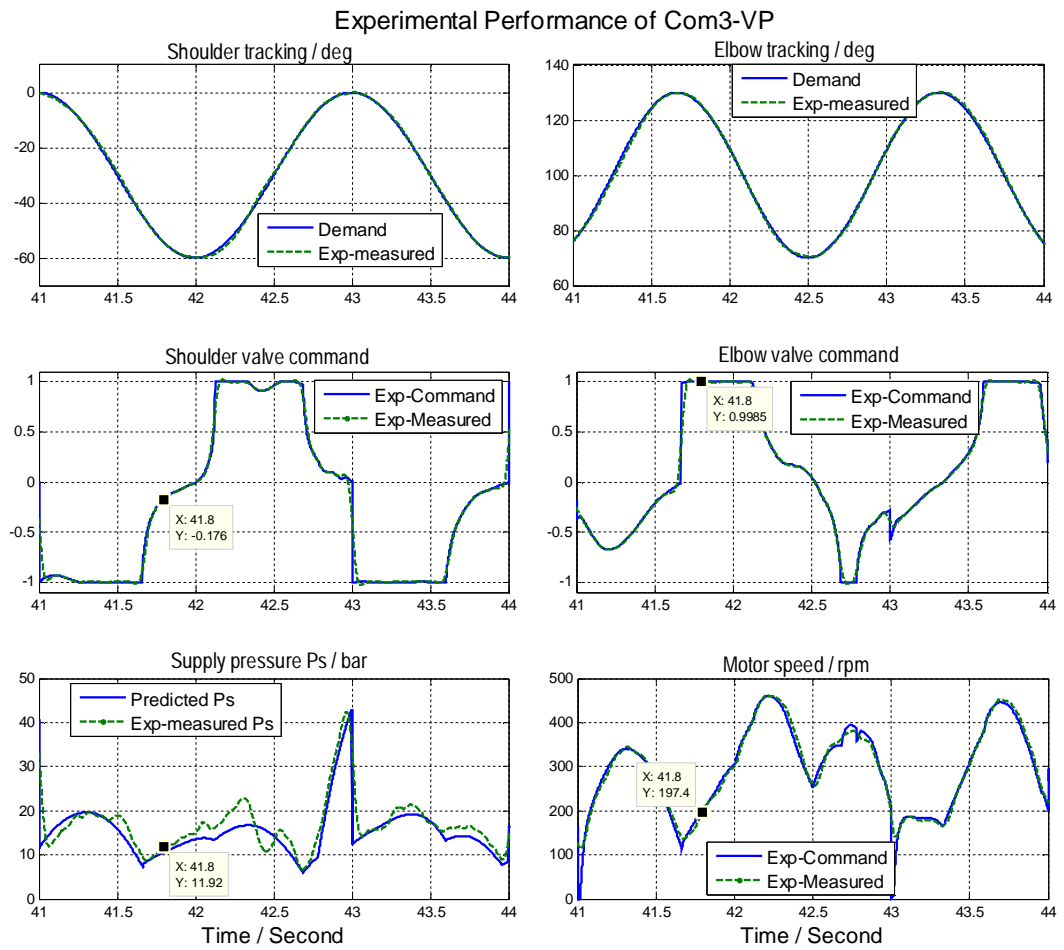 Experimental Performance of Com3-VP
Shoulder tracking / deg
0
-20
-40
-60
41 41.5 42 42.5 43 43.5 44
Demand
Exp-measured
Elbow tracking / deg
140
120
100
80
60
41 41.5 42 42.5 43 43.5 44
Demand
Exp-measured
Shoulder valve command
1
0.5
0
-0.5
-1
41 41.5 42 42.5 43 43.5 44
Exp-Command
Exp-Measured
X: 41.8
Y: -0.176
Elbow valve command
1
0.5
0
-0.5
-1
41 41.5 42 42.5 43 43.5 44
X: 41.8
Y: 0.9985
Exp-Command
Exp-Measured
Supply pressure Ps / bar
50
40
30
20
10
0
41 41.5 42 42.5 43 43.5 44
Predicted Ps
Exp-measured Ps
X: 41.8
Y: 11.92
Time / Second
Motor speed / rpm
400
300
200
100
0
41 41.5 42 42.5 43 43.5 44
X: 41.8
Y: 197.4
Exp-Command
Exp-Measured
Time / Second